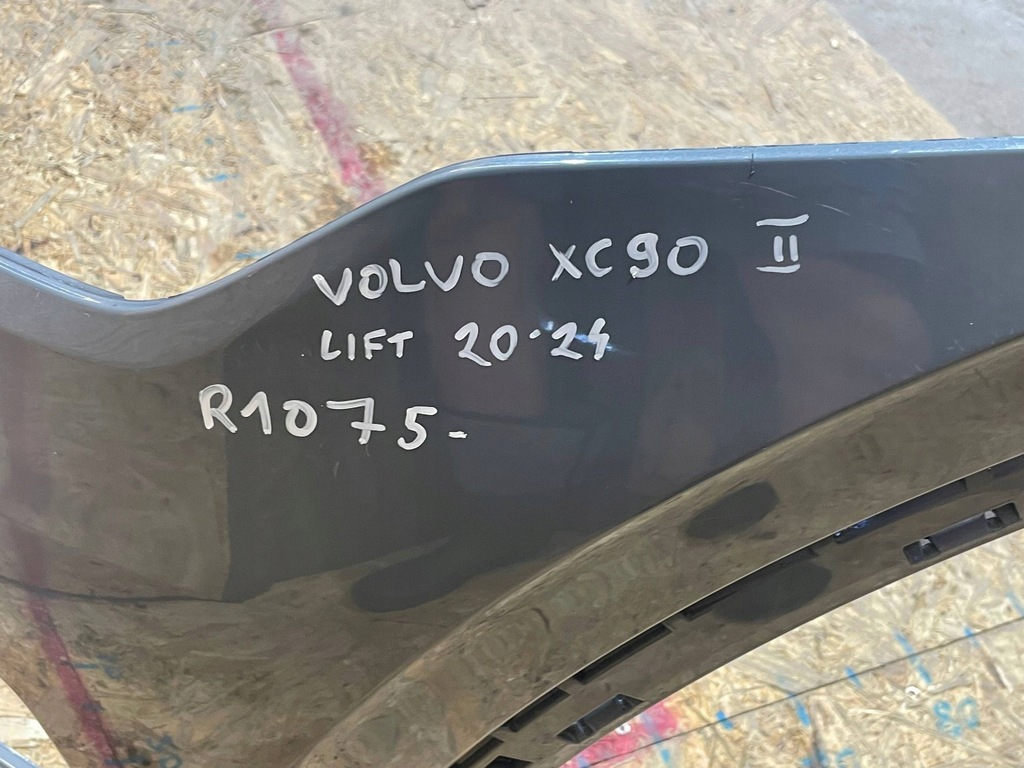 VOLVO XC90 II
LIFT 20-24
R1075-